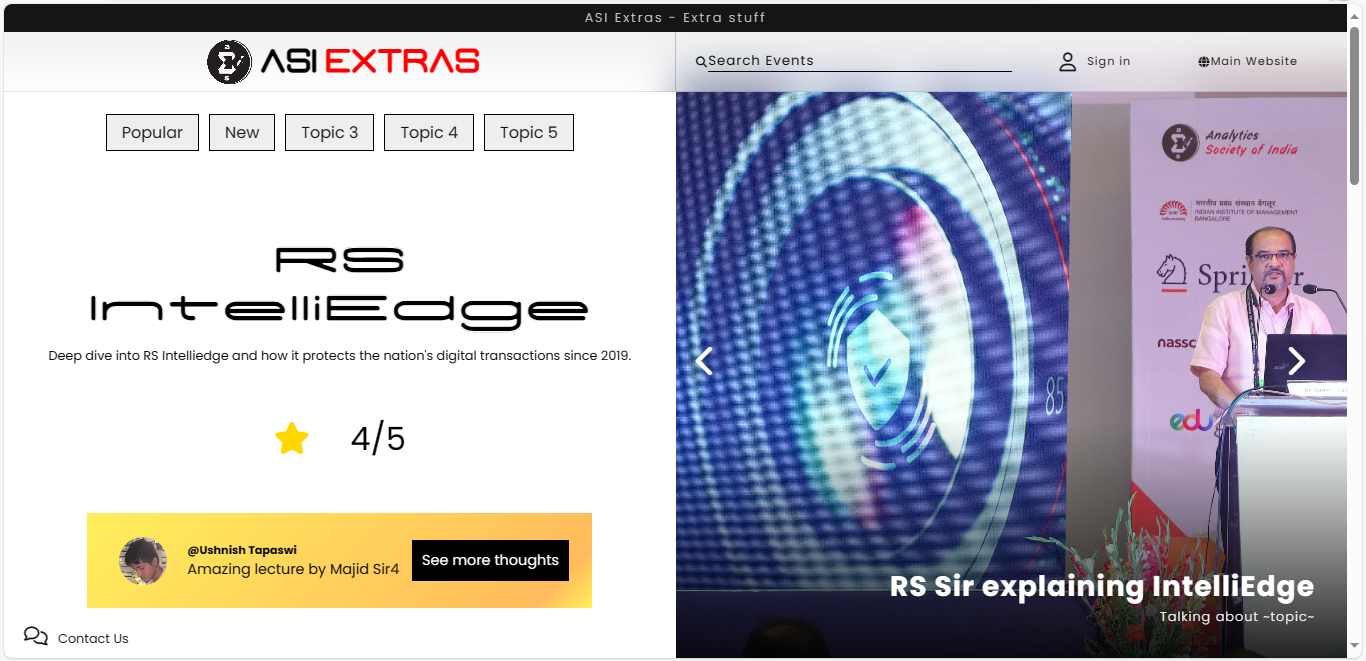 ASI Extras - Extra stuff
ASI EXTRAS
Search Events
Sign in
Main Website
Popular
New
Topic 3
Topic 4
Topic 5
RS
IntelliEdge
Deep dive into RS Intelliedge and how it protects the nation's digital transactions since 2019.
4/5
@Ushnish Tapaswi
Amazing lecture by Majid Sir4
See more thoughts
Contact Us
Analytics
Society of India
भारतीय प्रबंध संस्थान बेंगलूर
INDIAN INSTITUTE OF MANAGEMENT
BANGALORE
85
edu
RS Sir explaining IntelliEdge
Talking about ~topic~